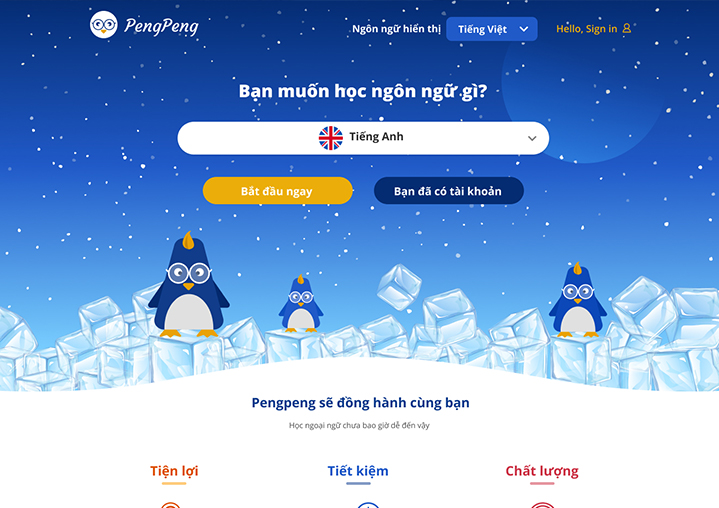 PengPeng
Ngôn ngữ hiển thị
Tiếng Việt
Hello, Sign in
Bạn muốn học ngôn ngữ gì?
Tiếng Anh
Bắt đầu ngay
Bạn đã có tài khoản
Pengpeng sẽ đồng hành cùng bạn
Học ngoại ngữ chưa bao giờ dễ đến vậy
Tiện lợi
Tiết kiệm
Chất lượng